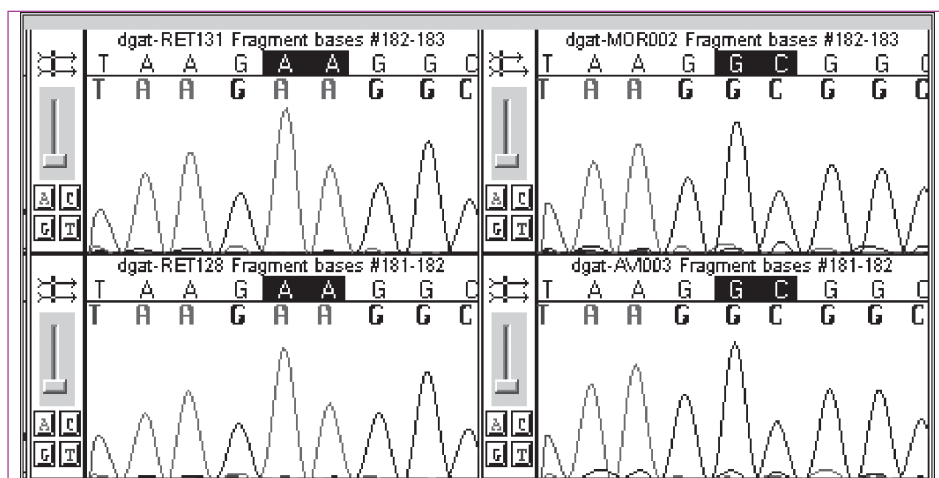 dgat-RET131 Fragment bases #182-183
T A A G A A G G C
T A A G A A G G C
A C
G T
dgat-MOR002 Fragment bases #182-183
T A A G G C G G C
T A A G G C G G C
A C
G T
dgat-RET128 Fragment bases #181-182
T A A G A A G G C
T A A G A A G G C
A C
G T
dgat-AVI003 Fragment bases #181-182
T A A G G C G G C
T A A G G C G G C
A C
G T